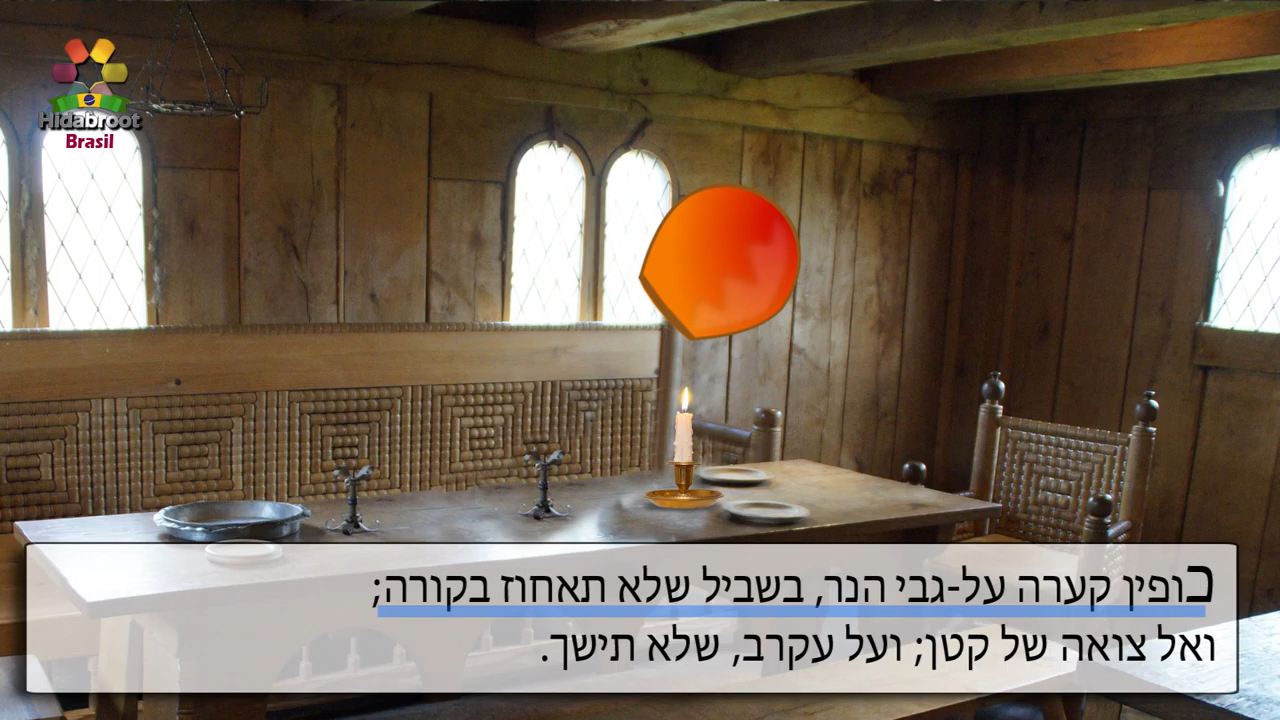 Hidabroot
Brasil
כופין קערה על-גבי הנר, בשביל שלא תאחוז בקורה;
ואל צואה של קטן; ועל עקרב, שלא תישך.